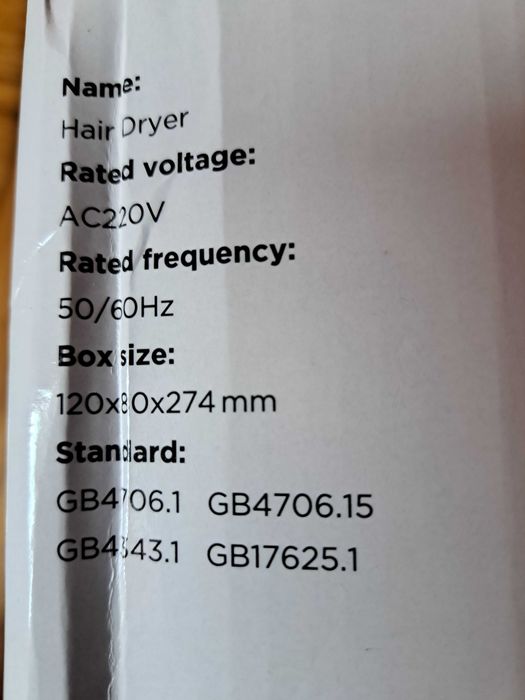 Name:
Hair Dryer
Rated voltage:
AC220V
Rated frequency:
50/60Hz
Box size:
120x80x274 mm
Standard:
GB4706.1 GB4706.15
GB4343.1 GB17625.1